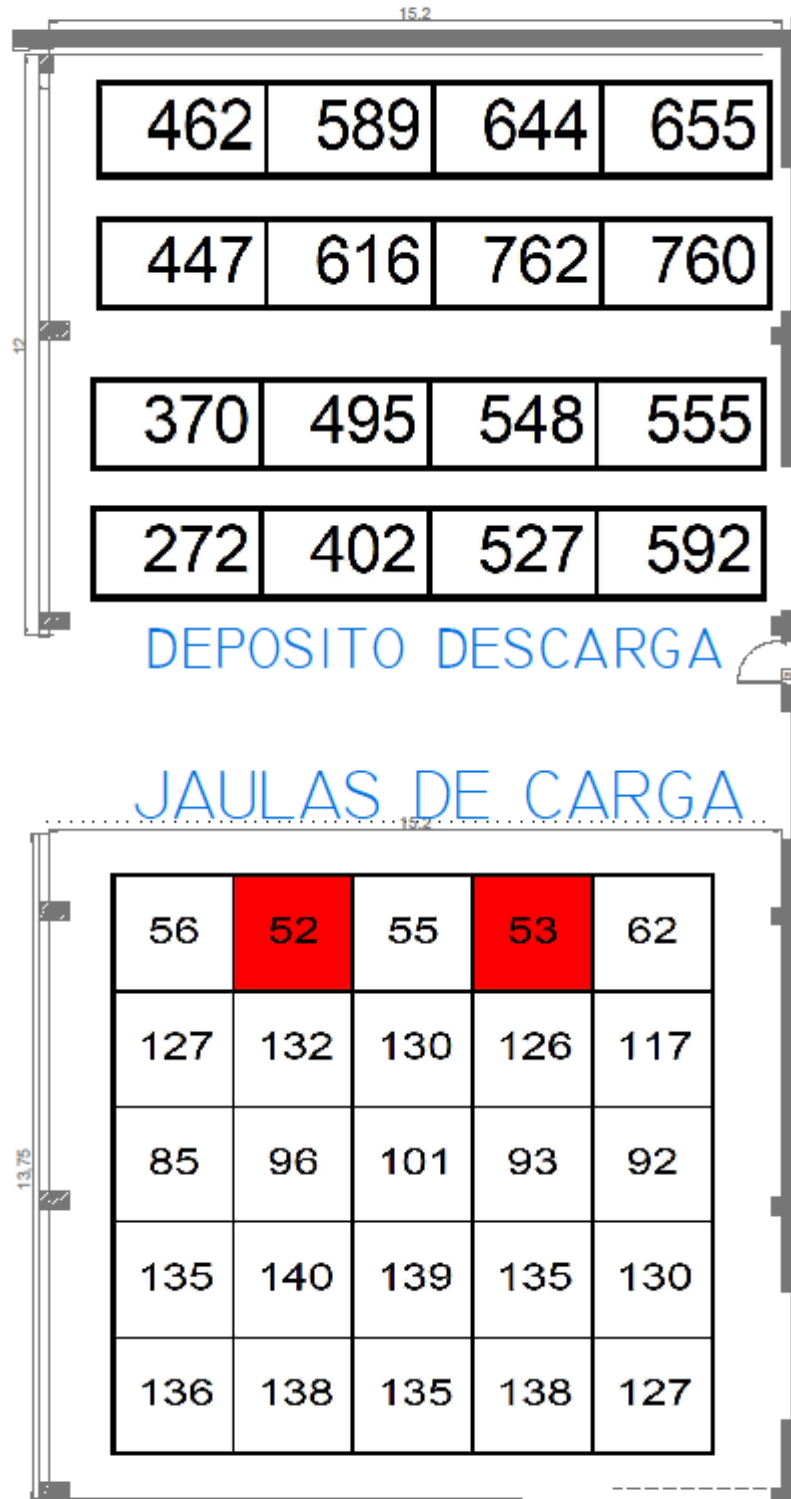 15.2
462 589 644 655
447 616 762 760
12
370 495 548 555
272 402 527 592
DEPOSITO DESCARGA
JAULAS DE CARGA
15.2
56 52 55 53 62
127 132 130 126 117
13,75
85 96 101 93 92
135 140 139 135 130
136 138 135 138 127